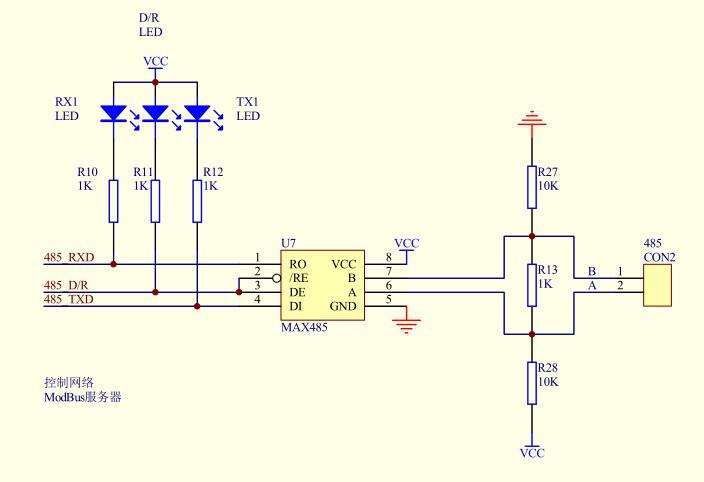 D/R
LED
VCC
RX1
LED
TX1
LED
R10
1K
R11
1K
R12
1K
R27
10K
485_RXD
485_D/R
485_TXD
U7
1
2
3
4
RO
/RE
DE
DI
VCC
B
A
GND
8
7
6
5
VCC
MAX485
R13
1K
B
A
1
2
485
CON2
R28
10K
VCC
控制网络
ModBus服务器